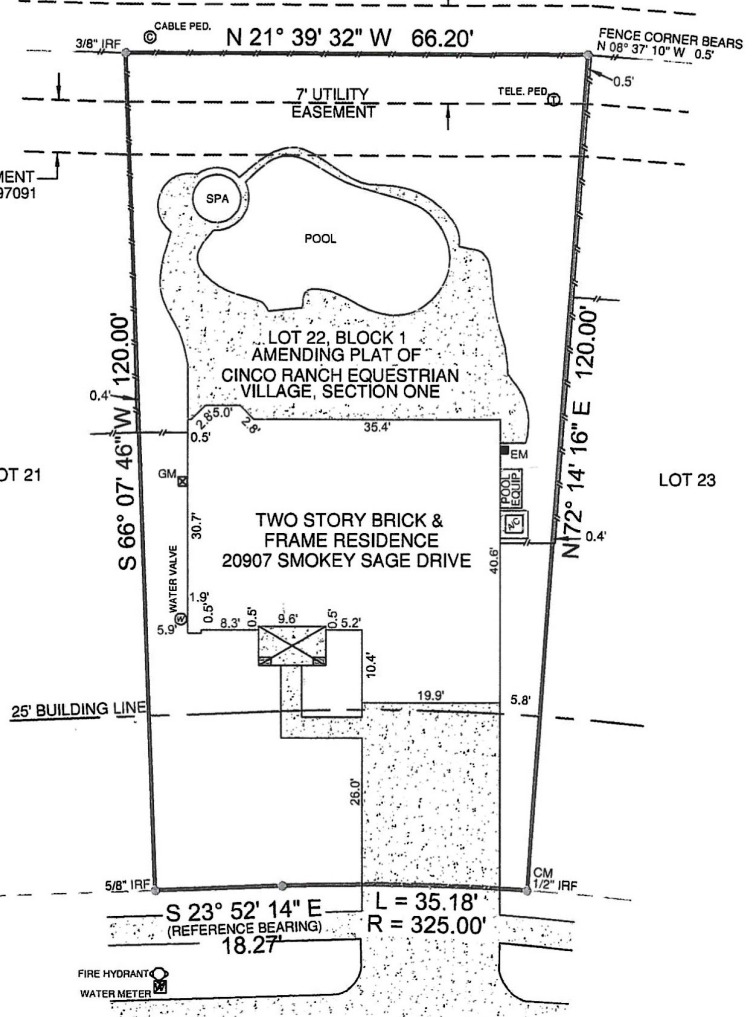 CABLE PED.
C
3/8" IRF
N 21° 39' 32" W 66.20'
FENCE CORNER BEARS
N 08° 37' 10" W 0.5'
0.5'
7' UTILITY
EASEMENT
TELE. PED
T
MENT
97091
SPA
POOL
LOT 22, BLOCK 1
AMENDING PLAT OF
CINCO RANCH EQUESTRIAN
VILLAGE, SECTION ONE
S 66° 07' 46" W 120.00'
N 72° 14' 16" E 120.00'
0.4'
2.8'
5.0'
2.8'
0.5'
35.4'
OT 21
GM
EM
POOL
EQUIP
A/C
LOT 23
0.4'
30.7'
TWO STORY BRICK &
FRAME RESIDENCE
20907 SMOKEY SAGE DRIVE
40.6'
WATER VALVE
W
1.9'
5.9'
0.5'
8.3'
0.5'
9.6'
0.5'
5.2'
10.4'
19.9'
5.8'
25' BUILDING LINE
26.0'
5/8" IRF
CM
1/2" IRF
S 23° 52' 14" E
(REFERENCE BEARING)
18.27'
L = 35.18'
R = 325.00'
FIRE HYDRANT
WATER METER
W